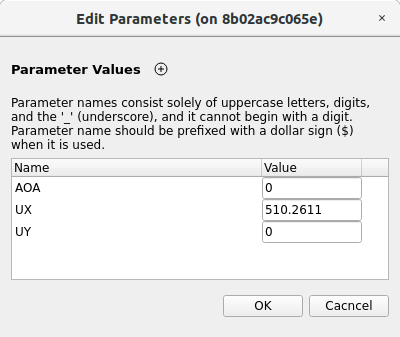 Edit Parameters (on 8b02ac9c065e)
×
Parameter Values
Parameter names consist solely of uppercase letters, digits,
and the '_' (underscore), and it cannot begin with a digit.
Parameter name should be prefixed with a dollar sign ($)
when it is used.
Name Value
AOA 0
UX 510.2611
UY 0
OK Cacncel